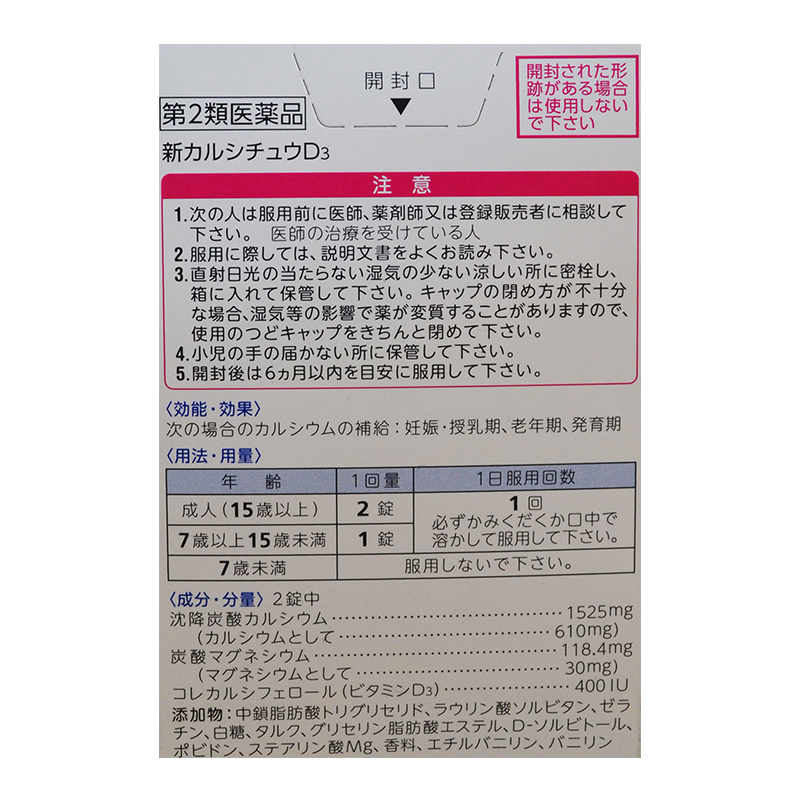 開封口
▼
開封された形
跡がある場合
は使用しない
で下さい
第2類医薬品
新カルシチュウD3
注 意
1.次の人は服用前に医師、薬剤師又は登録販売者に相談して
下さい。 医師の治療を受けている人
2.服用に際しては、説明文書をよくお読み下さい。
3.直射日光の当たらない湿気の少ない涼しい所に密栓し、
箱に入れて保管して下さい。キャップの閉め方が不十分
な場合、湿気等の影響で薬が変質することがありますので、
使用のつどキャップをきちんと閉めて下さい。
4.小児の手の届かない所に保管して下さい。
5.開封後は6ヵ月以内を目安に服用して下さい。
〈効能・効果〉
次の場合のカルシウムの補給：妊娠・授乳期、老年期、発育期
〈用法・用量〉
年 齢 1回量 1日服用回数
成人（15歳以上） 2錠 1回
必ずかみくだくか口中で
7歳以上15歳未満 1錠 溶かして服用して下さい。
7歳未満 服用しないで下さい。
〈成分・分量〉2錠中
沈降炭酸カルシウム……………………………1525mg
（カルシウムとして……………………………610mg）
炭酸マグネシウム……………………………118.4mg
（マグネシウムとして……………………………30mg）
コレカルシフェロール（ビタミンD3）……………………400IU
添加物：中鎖脂肪酸トリグリセリド、ラウリン酸ソルビタン、ゼラ
チン、白糖、タルク、グリセリン脂肪酸エステル、D-ソルビトール、
ポビドン、ステアリン酸Mg、香料、エチルバニリン、バニリン